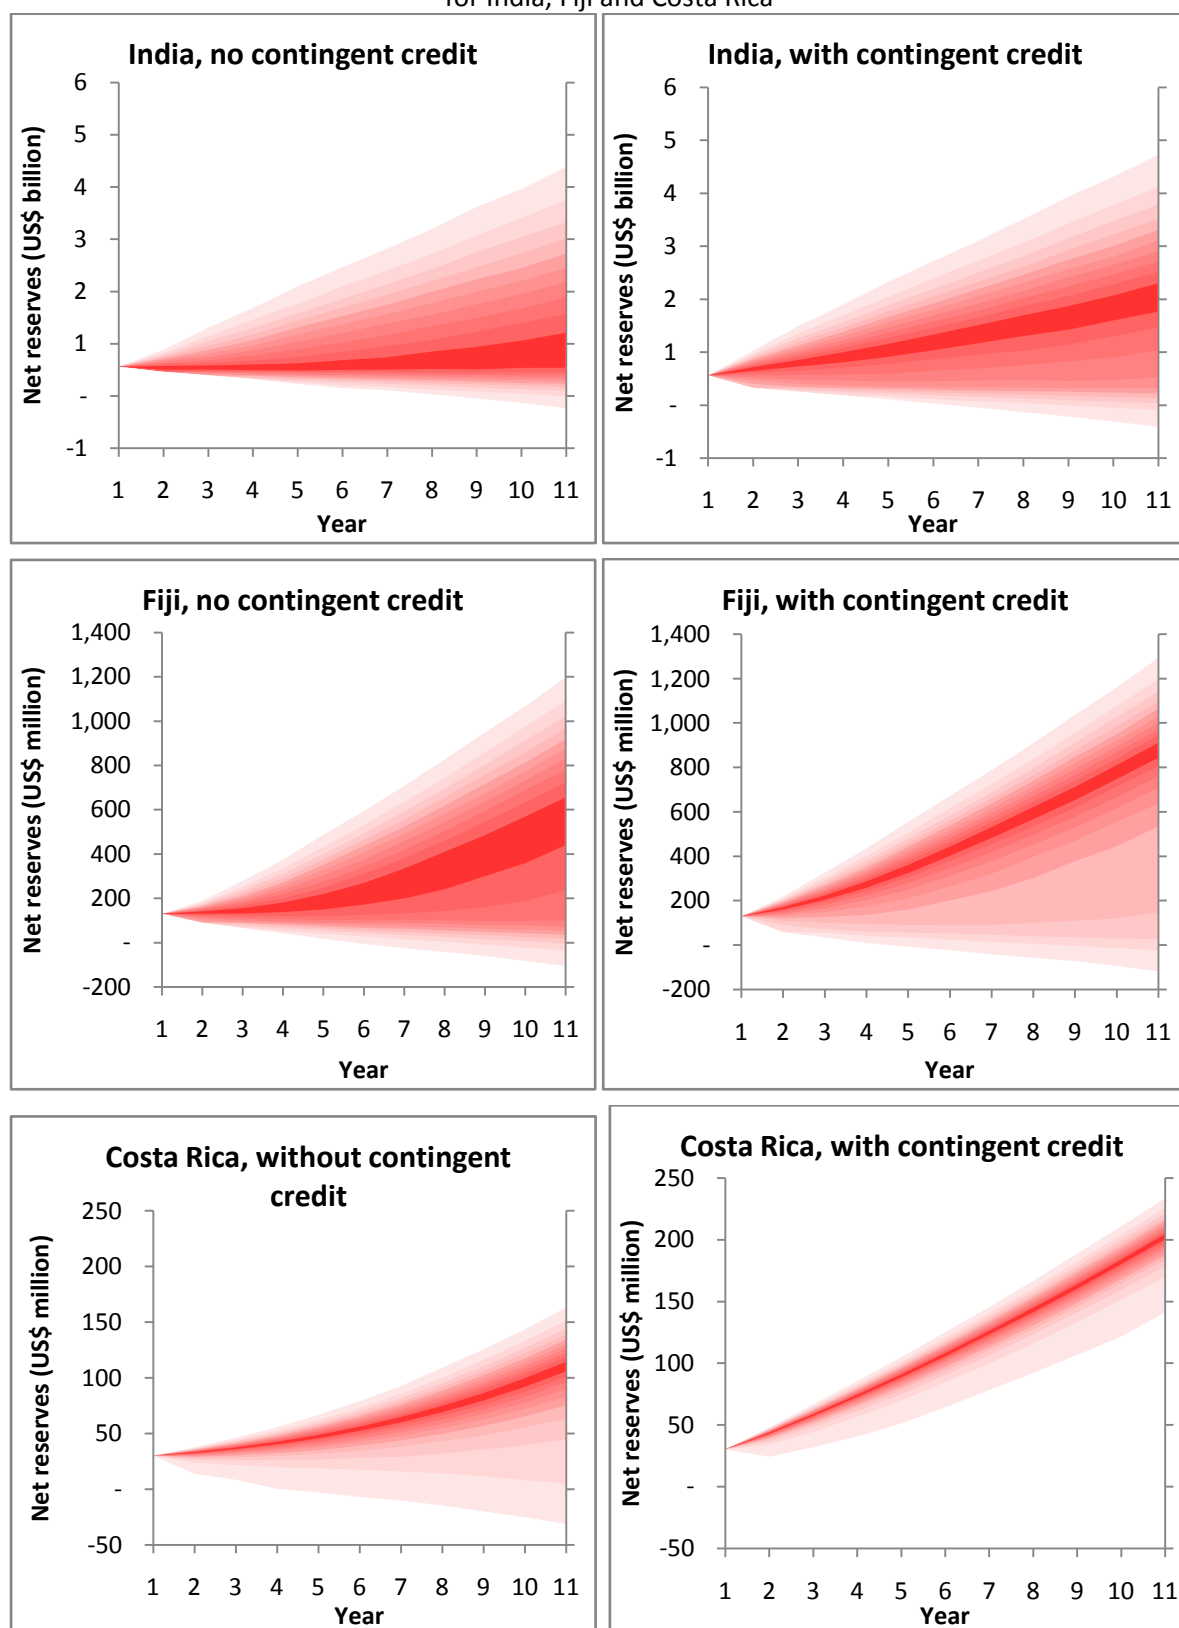 for India, Fiji and Costa Rica
India, no contingent credit
6
5
4
3
2
1
-
-1
Net reserves (US$ billion)
1 2 3 4 5 6 7 8 9 10 11
Year
India, with contingent credit
6
5
4
3
2
1
-
-1
Net reserves (US$ billion)
1 2 3 4 5 6 7 8 9 10 11
Year
Fiji, no contingent credit
1,400
1,200
1,000
800
600
400
200
-
-200
Net reserves (US$ million)
1 2 3 4 5 6 7 8 9 10 11
Year
Fiji, with contingent credit
1,400
1,200
1,000
800
600
400
200
-
-200
Net reserves (US$ million)
1 2 3 4 5 6 7 8 9 10 11
Year
Costa Rica, without contingent
credit
250
200
150
100
50
-
-50
Net reserves (US$ million)
1 2 3 4 5 6 7 8 9 10 11
Year
Costa Rica, with contingent credit
250
200
150
100
50
-
-50
Net reserves (US$ million)
1 2 3 4 5 6 7 8 9 10 11
Year